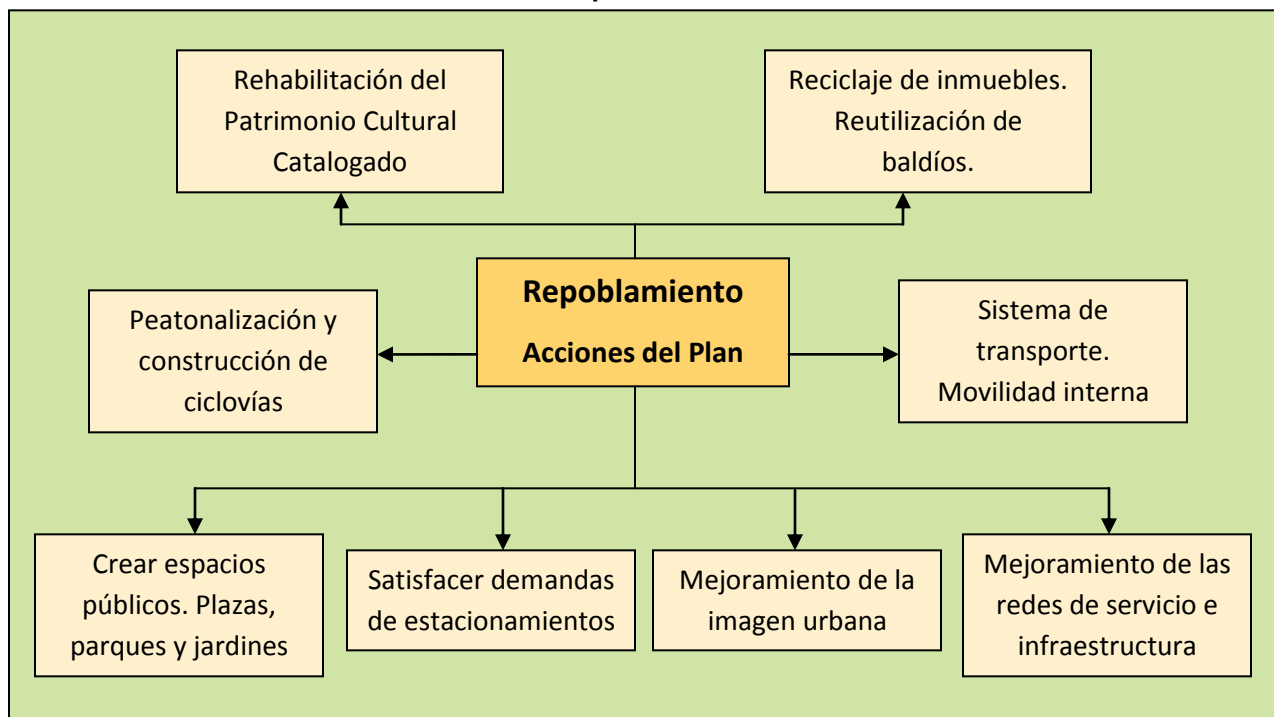 Rehabilitación del
Patrimonio Cultural
Catalogado
Reciclaje de inmuebles.
Reutilización de
baldíos.
Repoblamiento
Acciones del Plan
Peatonalización y
construcción de
ciclovías
Sistema de
transporte.
Movilidad interna
Crear espacios
públicos. Plazas,
parques y jardines
Satisfacer demandas
de estacionamientos
Mejoramiento de la
imagen urbana
Mejoramiento de las
redes de servicio e
infraestructura